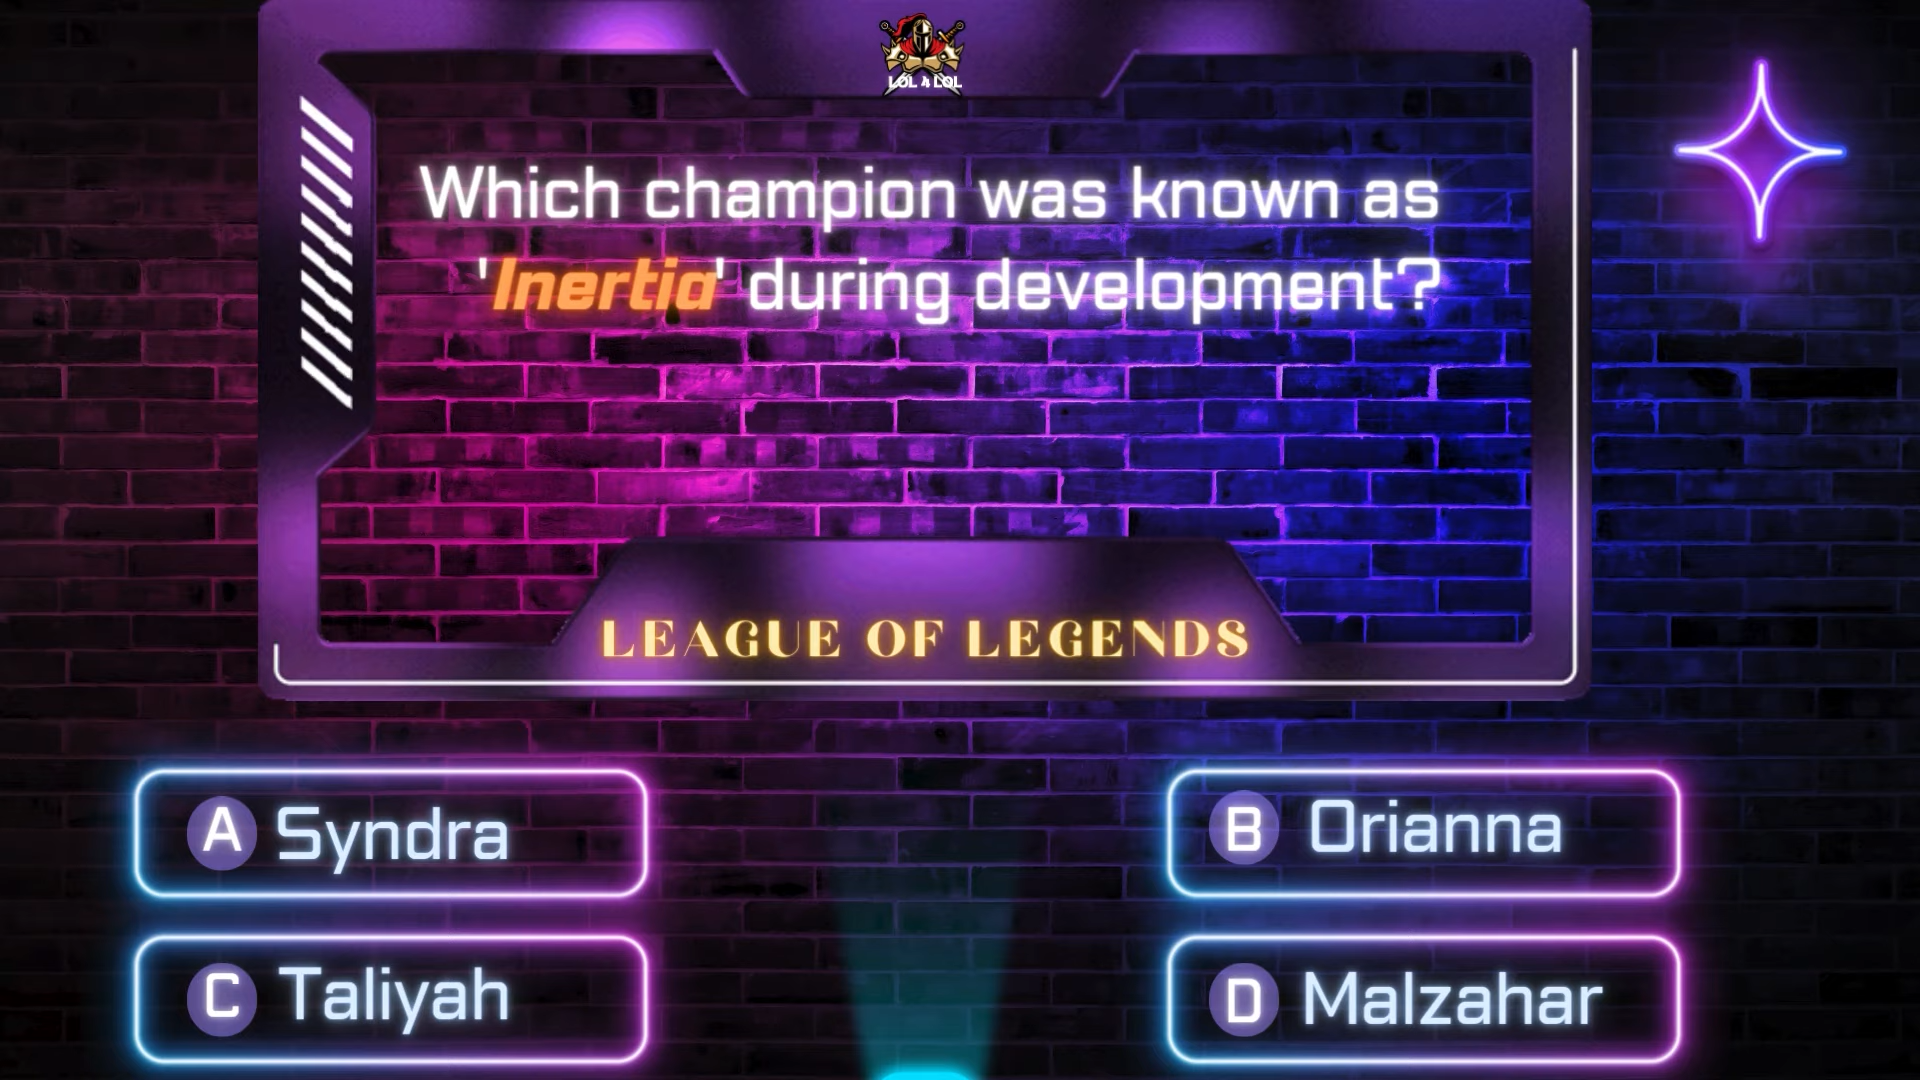 LOL 4 LOL
Which champion was known as
'Inertia' during development?
LEAGUE OF LEGENDS
A Syndra
B Orianna
C Taliyah
D Malzahar